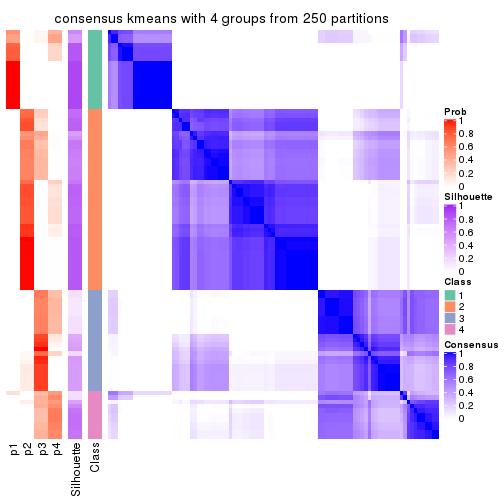 consensus kmeans with 4 groups from 250 partitions
Prob
1
0.8
0.6
0.4
0.2
0
Silhouette
1
0.8
0.6
0.4
0.2
0
Class
1
2
3
4
Consensus
1
0.8
0.6
0.4
0.2
0
p1
p2
p3
p4
Silhouette
Class